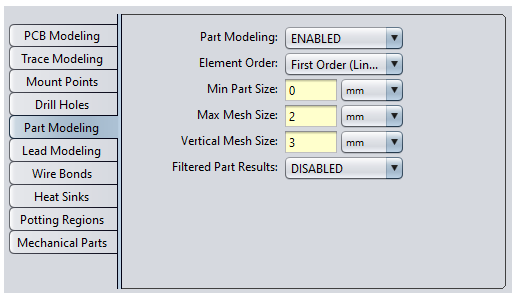 PCB Modeling
Trace Modeling
Mount Points
Drill Holes
Part Modeling
Lead Modeling
Wire Bonds
Heat Sinks
Potting Regions
Mechanical Parts
Part Modeling: ENABLED
Element Order: First Order (Lin...
Min Part Size: 0 mm
Max Mesh Size: 2 mm
Vertical Mesh Size: 3 mm
Filtered Part Results: DISABLED